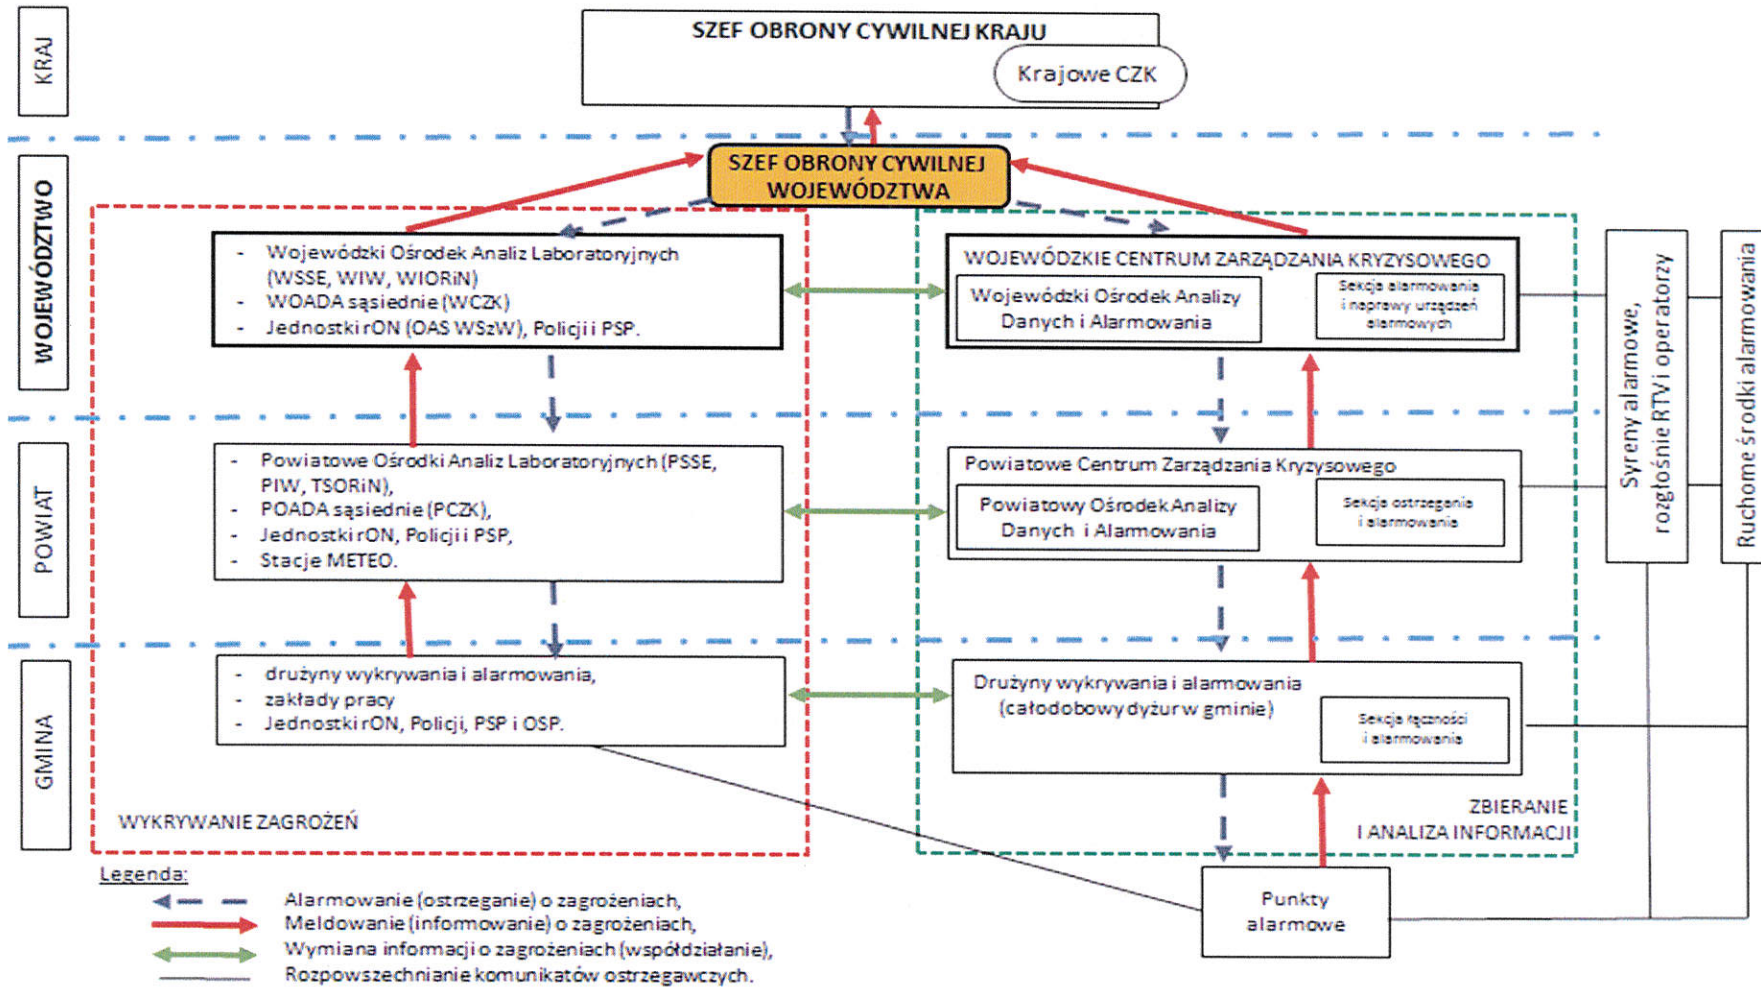 KRAJ
SZEF OBRONY CYWILNEJ KRAJU
Krajowe CZK
WOJEWÓDZTWO
SZEF OBRONY CYWILNEJ
WOJEWÓDZTWA
- Wojewódzki Ośrodek Analiz Laboratoryjnych
(WSSE, WIW, WIORiN)
- WOADA sąsiednie (WCZK)
- Jednostki rON (OAS WSzW), Policji i PSP.
WOJEWÓDZKIE CENTRUM ZARZĄDZANIA KRYZYSOWEGO
Wojewódzki Ośrodek Analizy
Danych i Alarmowania
Sekcja alarmowania
i naprawy urządzeń
alarmowych
Syreny alarmowe,
rozgłośnie RTV i operatorzy
Ruchome środki alarmowania
POWIAT
- Powiatowe Ośrodki Analiz Laboratoryjnych (PSSE,
PIW, TSORiN),
- POADA sąsiednie (PCZK),
- Jednostki rON, Policji i PSP,
- Stacje METEO.
Powiatowe Centrum Zarządzania Kryzysowego
Powiatowy Ośrodek Analizy
Danych i Alarmowania
Sekcja ostrzegania
i alarmowania
GMINA
- drużyny wykrywania i alarmowania,
- zakłady pracy
- Jednostki rON, Policji, PSP i OSP.
Drużyny wykrywania i alarmowania
(całodobowy dyżur w gminie)
Sekcja łączności
i alarmowania
WYKRYWANIE ZAGROŻEŃ
ZBIERANIE
I ANALIZA INFORMACJI
Punkty
alarmowe
Legenda:
Alarmowanie (ostrzeganie) o zagrożeniach,
Meldowanie (informowanie) o zagrożeniach,
Wymiana informacji o zagrożeniach (współdziałanie),
Rozpowszechnianie komunikatów ostrzegawczych.